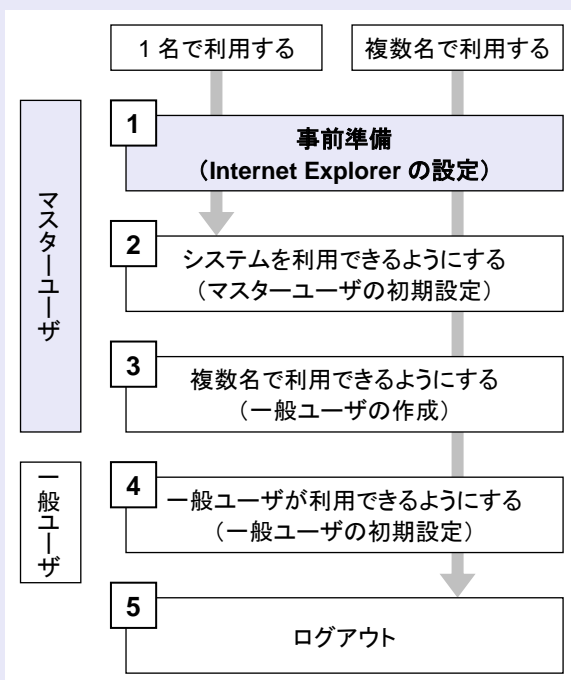 1 名で利用する
複数名で利用する
マスターユーザ
1
事前準備
（Internet Explorer の設定）
2
システムを利用できるようにする
（マスターユーザの初期設定）
3
複数名で利用できるようにする
（一般ユーザの作成）
一般ユーザ
4
一般ユーザが利用できるようにする
（一般ユーザの初期設定）
5
ログアウト